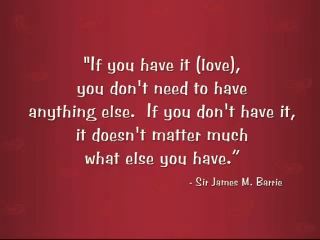 "If you have it (love),
you don't need to have
anything else.  If you don't have it,
it doesn't matter much
what else you have.”
- Sir James M. Barrie